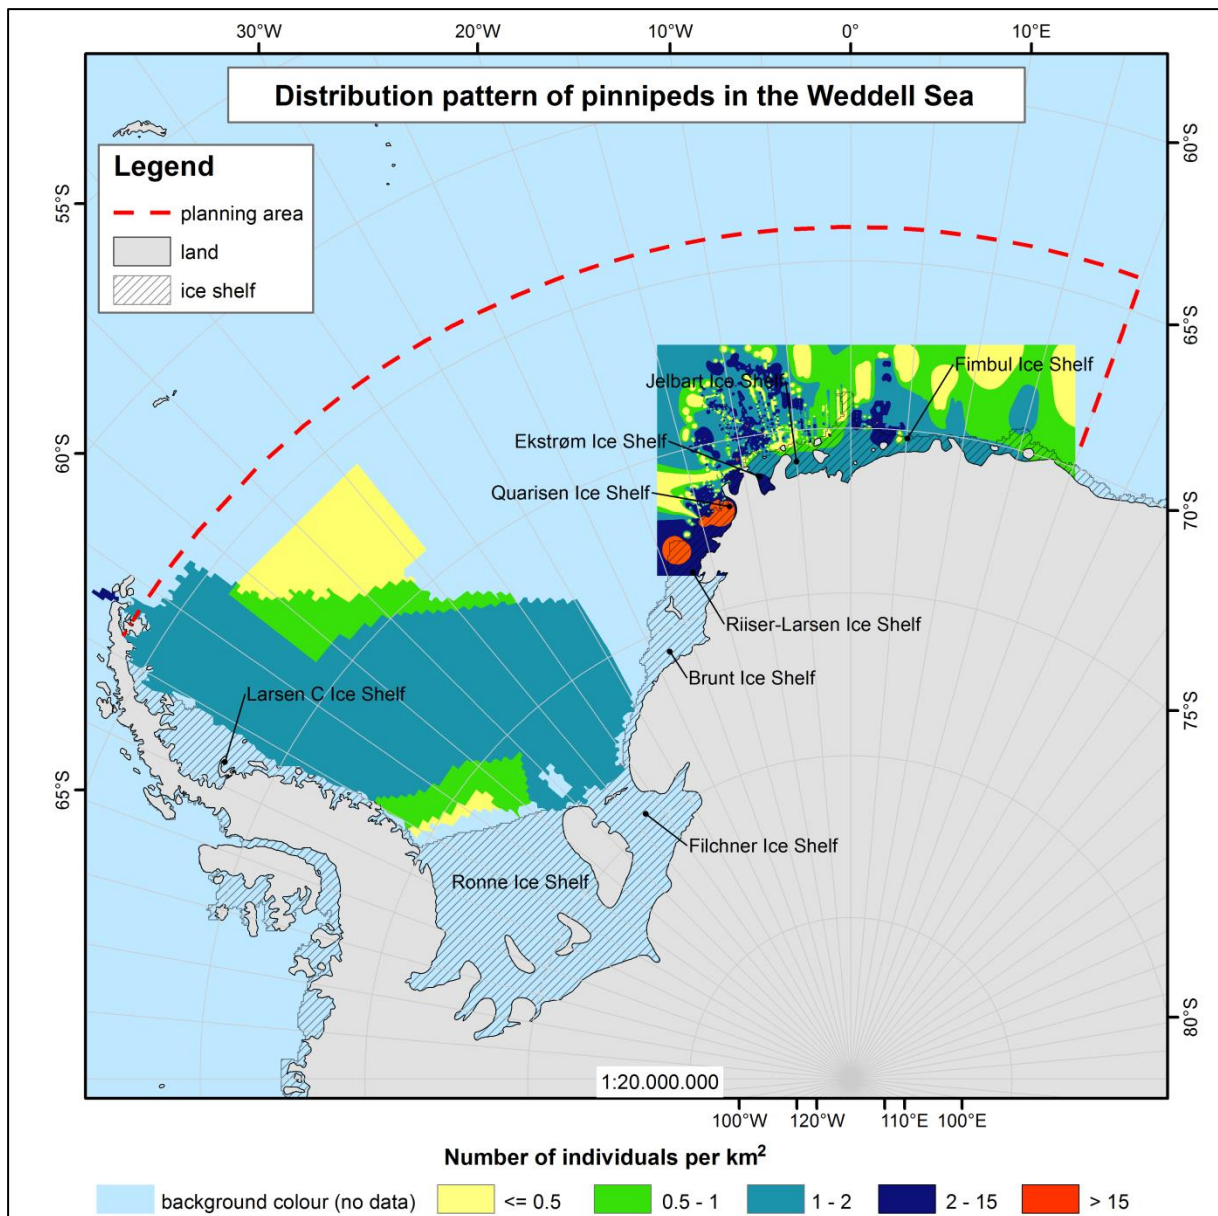 30°W 20°W 10°W 0° 10°E
Distribution pattern of pinnipeds in the Weddell Sea
Legend
planning area
land
ice shelf
55°S
60°S
65°S
60°S
65°S
70°S
75°S
80°S
Jelbart Ice Shelf
Fimbul Ice Shelf
Ekstrøm Ice Shelf
Quarisen Ice Shelf
Riiser-Larsen Ice Shelf
Brunt Ice Shelf
Larsen C Ice Shelf
Filchner Ice Shelf
Ronne Ice Shelf
1:20.000.000
100°W 120°W 110°E 100°E
Number of individuals per km²
background colour (no data) <= 0.5 0.5 - 1 1 - 2 2 - 15 > 15